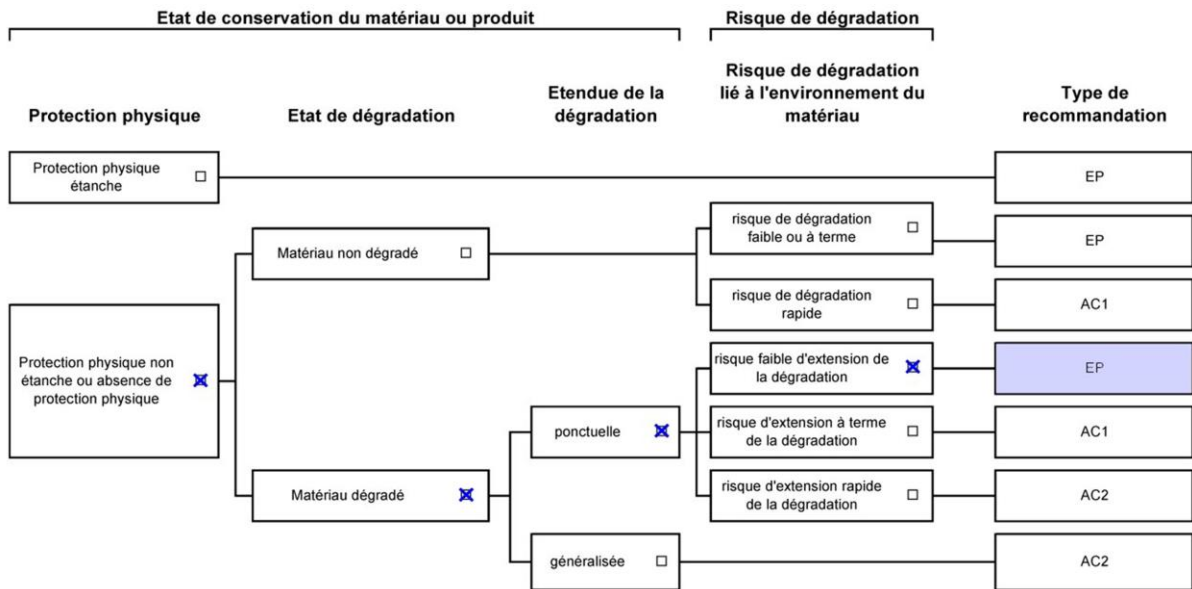 Etat de conservation du matériau ou produit
Risque de dégradation
Protection physique
Etat de dégradation
Etendue de la
dégradation
Risque de dégradation
lié à l'environnement du
matériau
Type de
recommandation
Protection physique
étanche
EP
Matériau non dégradé
risque de dégradation
faible ou à terme
EP
risque de dégradation
rapide
AC1
Protection physique non
étanche ou absence de
protection physique
risque faible d'extension de
la dégradation
EP
ponctuelle
risque d'extension à terme
de la dégradation
AC1
Matériau dégradé
risque d'extension rapide
de la dégradation
AC2
généralisée
AC2